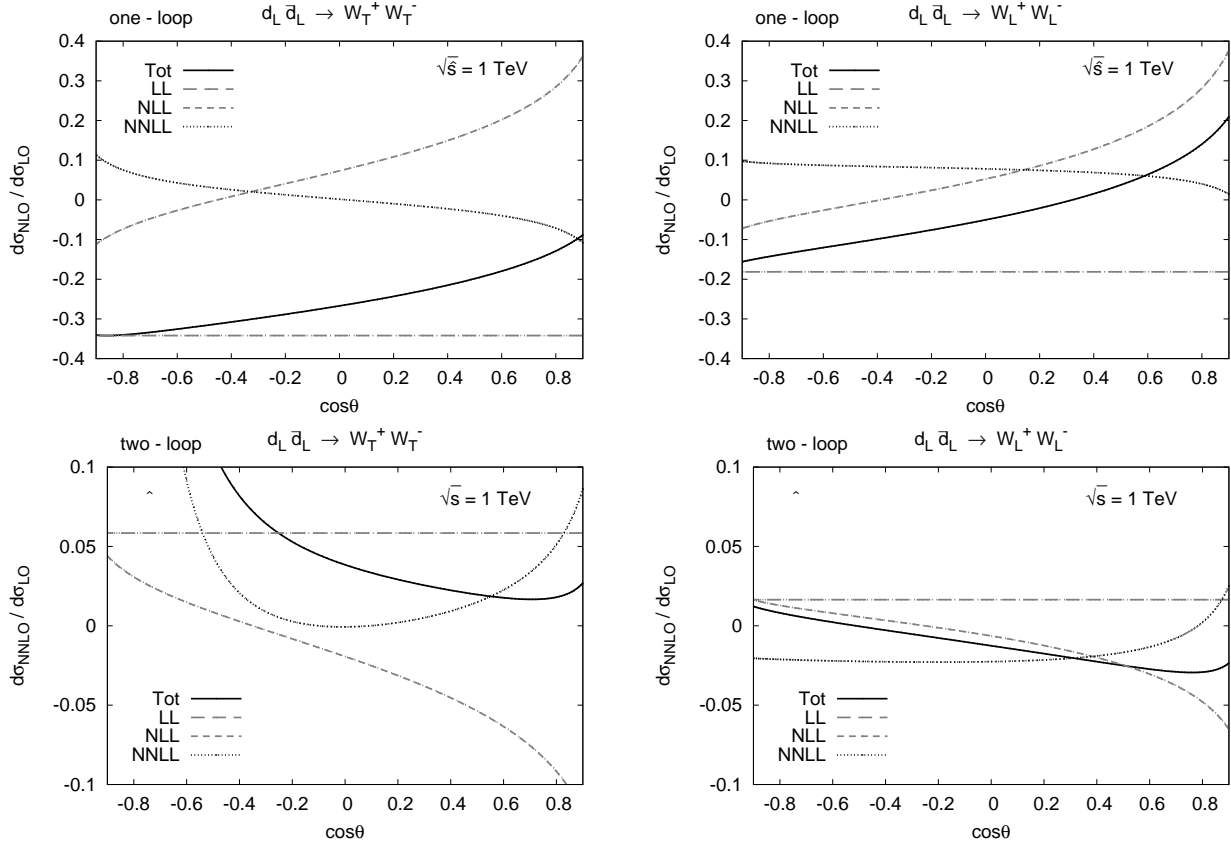 one - loop d_L d̄_L → W_T^+ W_T^-
√ŝ = 1 TeV
Tot
LL
NLL
NNLL
0.4
0.3
0.2
0.1
0
-0.1
-0.2
-0.3
-0.4
dσ_NLO / dσ_LO
-0.8 -0.6 -0.4 -0.2 0 0.2 0.4 0.6 0.8
cosθ
one - loop d_L d̄_L → W_L^+ W_L^-
√ŝ = 1 TeV
Tot
LL
NLL
NNLL
0.4
0.3
0.2
0.1
0
-0.1
-0.2
-0.3
-0.4
dσ_NLO / dσ_LO
-0.8 -0.6 -0.4 -0.2 0 0.2 0.4 0.6 0.8
cosθ
two - loop d_L d̄_L → W_T^+ W_T^-
ˆ √s = 1 TeV
0.1
0.05
0
-0.05
-0.1
dσ_NNLO / dσ_LO
Tot
LL
NLL
NNLL
-0.8 -0.6 -0.4 -0.2 0 0.2 0.4 0.6 0.8
cosθ
two - loop d_L d̄_L → W_L^+ W_L^-
ˆ √s = 1 TeV
0.1
0.05
0
-0.05
-0.1
dσ_NNLO / dσ_LO
Tot
LL
NLL
NNLL
-0.8 -0.6 -0.4 -0.2 0 0.2 0.4 0.6 0.8
cosθ